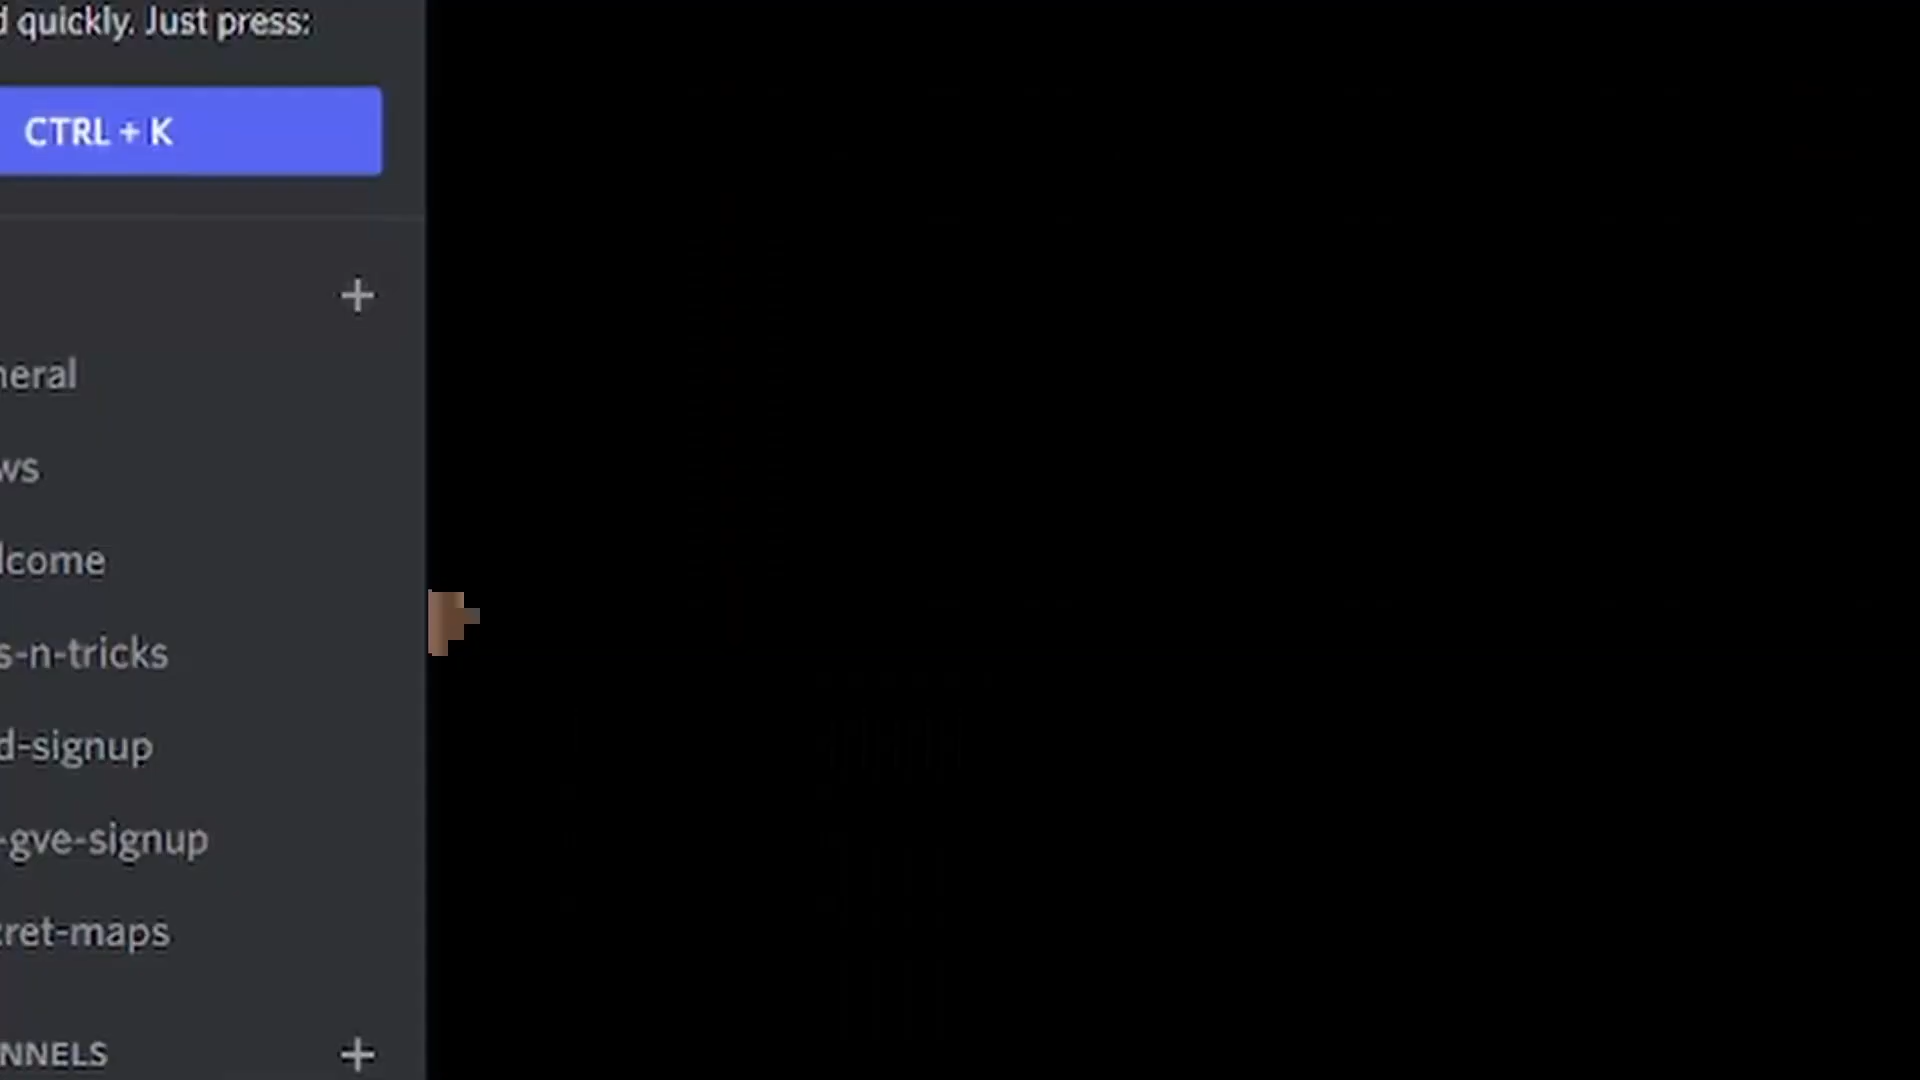 quickly. Just press:
CTRL + K
+
neral
ws
lcome
s-n-tricks
d-signup
-gve-signup
cret-maps
NNELS +